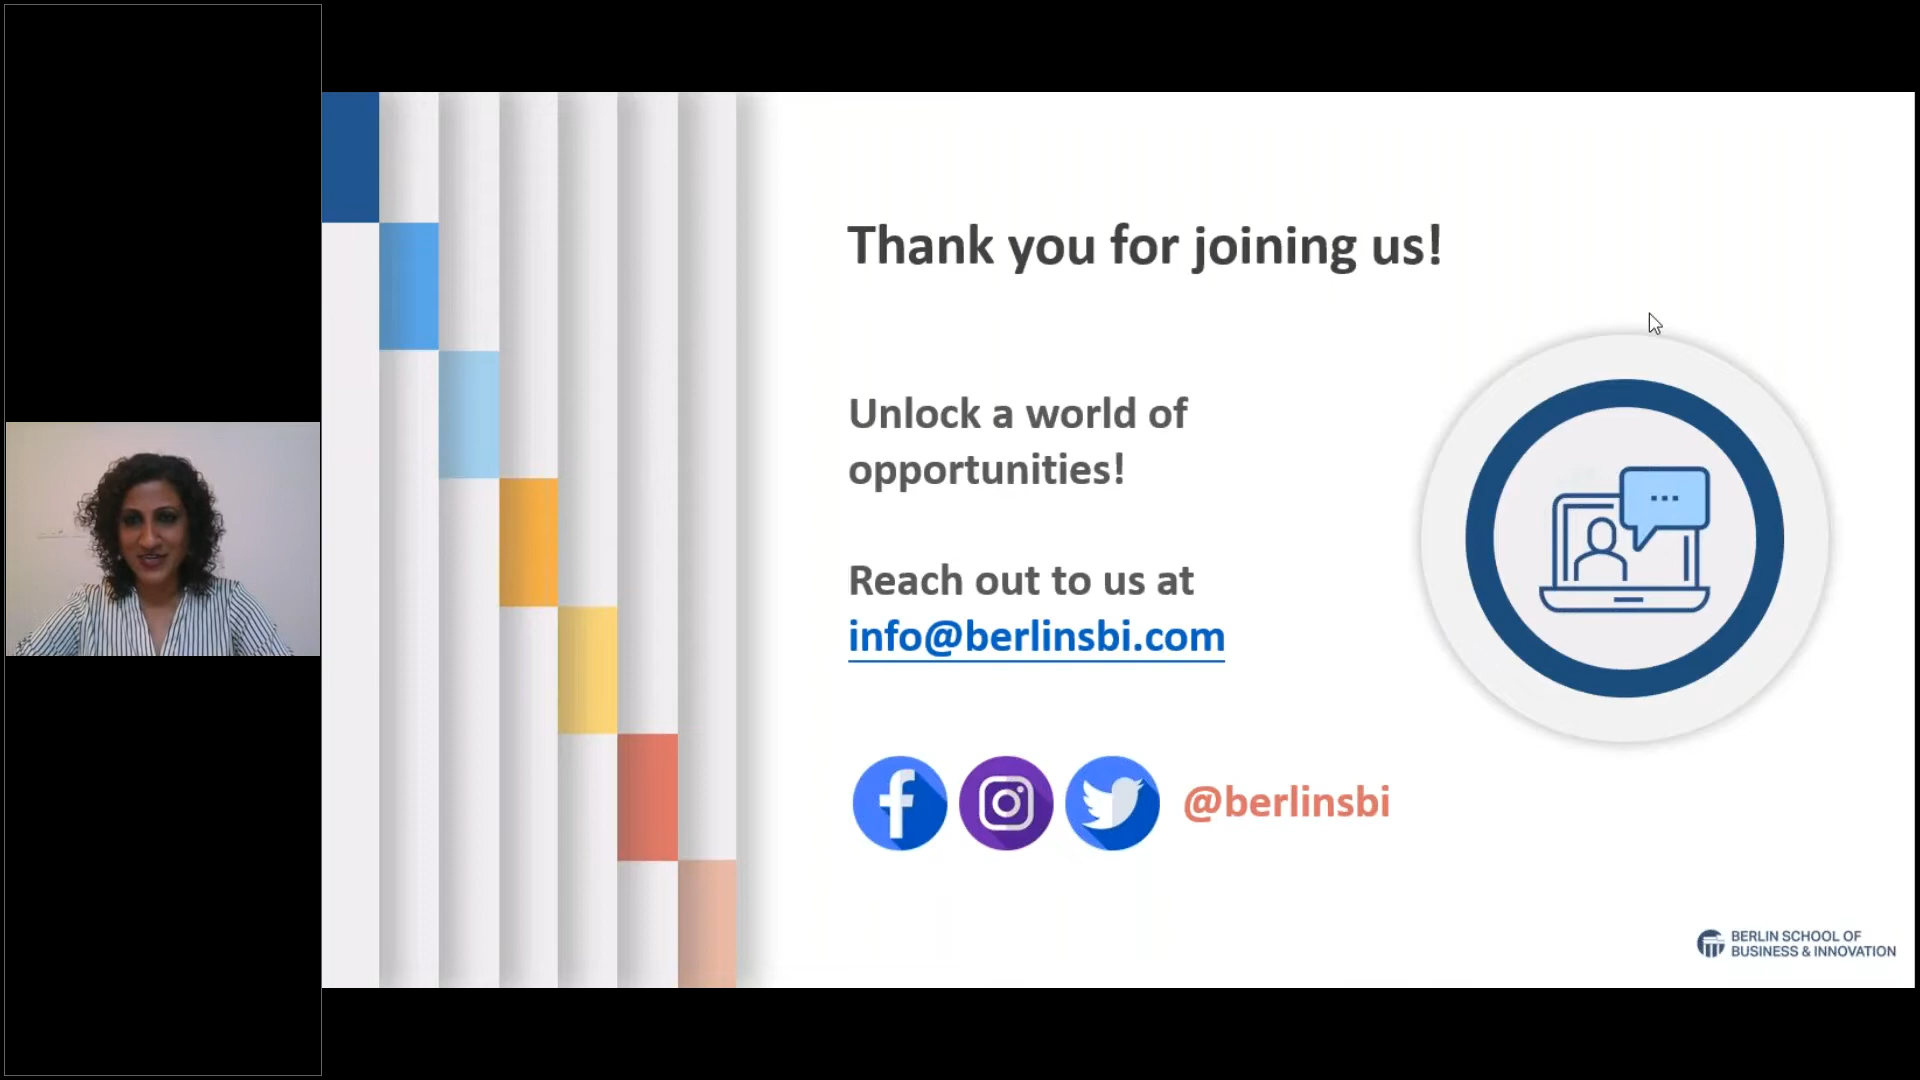 Thank you for joining us!
Unlock a world of
opportunities!
Reach out to us at
info@berlinsbi.com
@berlinsbi
BERLIN SCHOOL OF
BUSINESS & INNOVATION